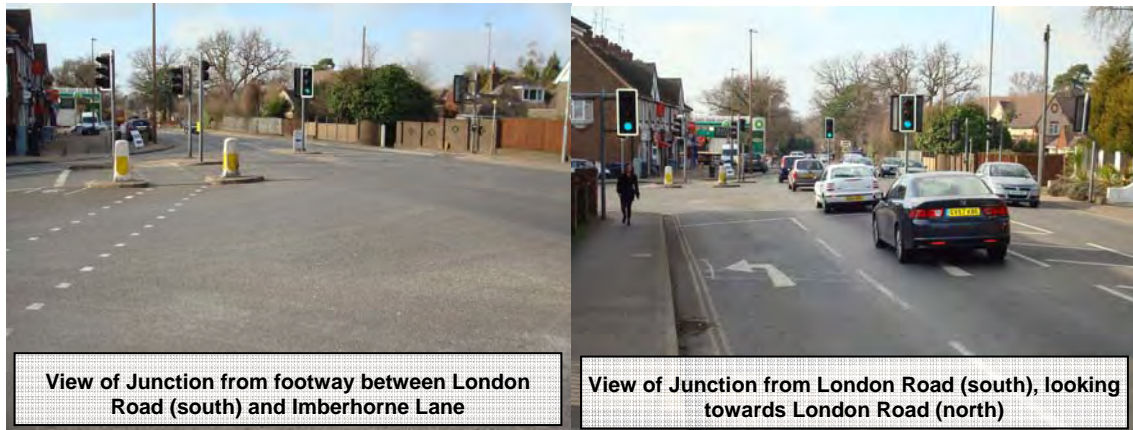 View of Junction from footway between London
Road (south) and Imberhorne Lane
View of Junction from London Road (south), looking
towards London Road (north)